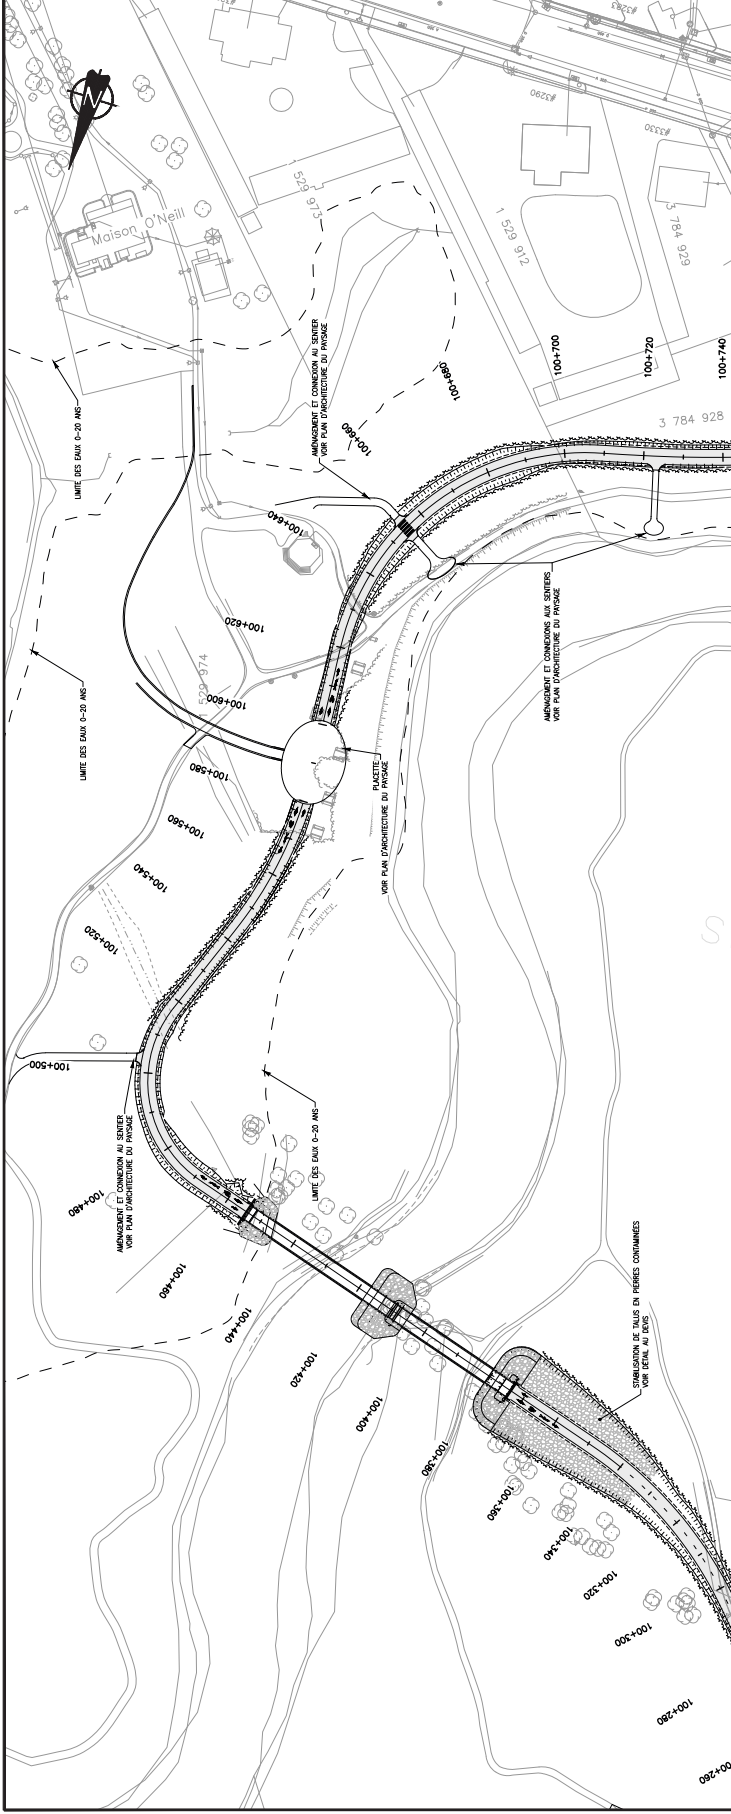 #3283
N
#3290
#3330
Maison O'Neill
1 529 973
1 529 912
3 784 929
AMÉNAGEMENT ET CONNEXION AU SENTIER
VOIR PLAN D'ARCHITECTURE DU PAYSAGE
100+700
100+720
100+740
100+680
LIMITE DES EAUX 0-20 ANS
3 784 928
100+660
100+640
100+620
AMÉNAGEMENT ET CONNEXIONS AUX SENTIERS
VOIR PLAN D'ARCHITECTURE DU PAYSAGE
1 529 974
LIMITE DES EAUX 0-20 ANS
100+600
100+580
PLACETTE
VOIR PLAN D'ARCHITECTURE DU PAYSAGE
100+560
100+540
100+520
S
100+500
AMÉNAGEMENT ET CONNEXION AU SENTIER
VOIR PLAN D'ARCHITECTURE DU PAYSAGE
LIMITE DES EAUX 0-20 ANS
100+480
100+460
100+440
100+420
STABILISATION DE TALUS EN PIERRES CONTAMINÉES
VOIR DÉTAIL AU DEVIS
100+400
100+380
100+360
100+340
100+320
100+300
100+280
00+260